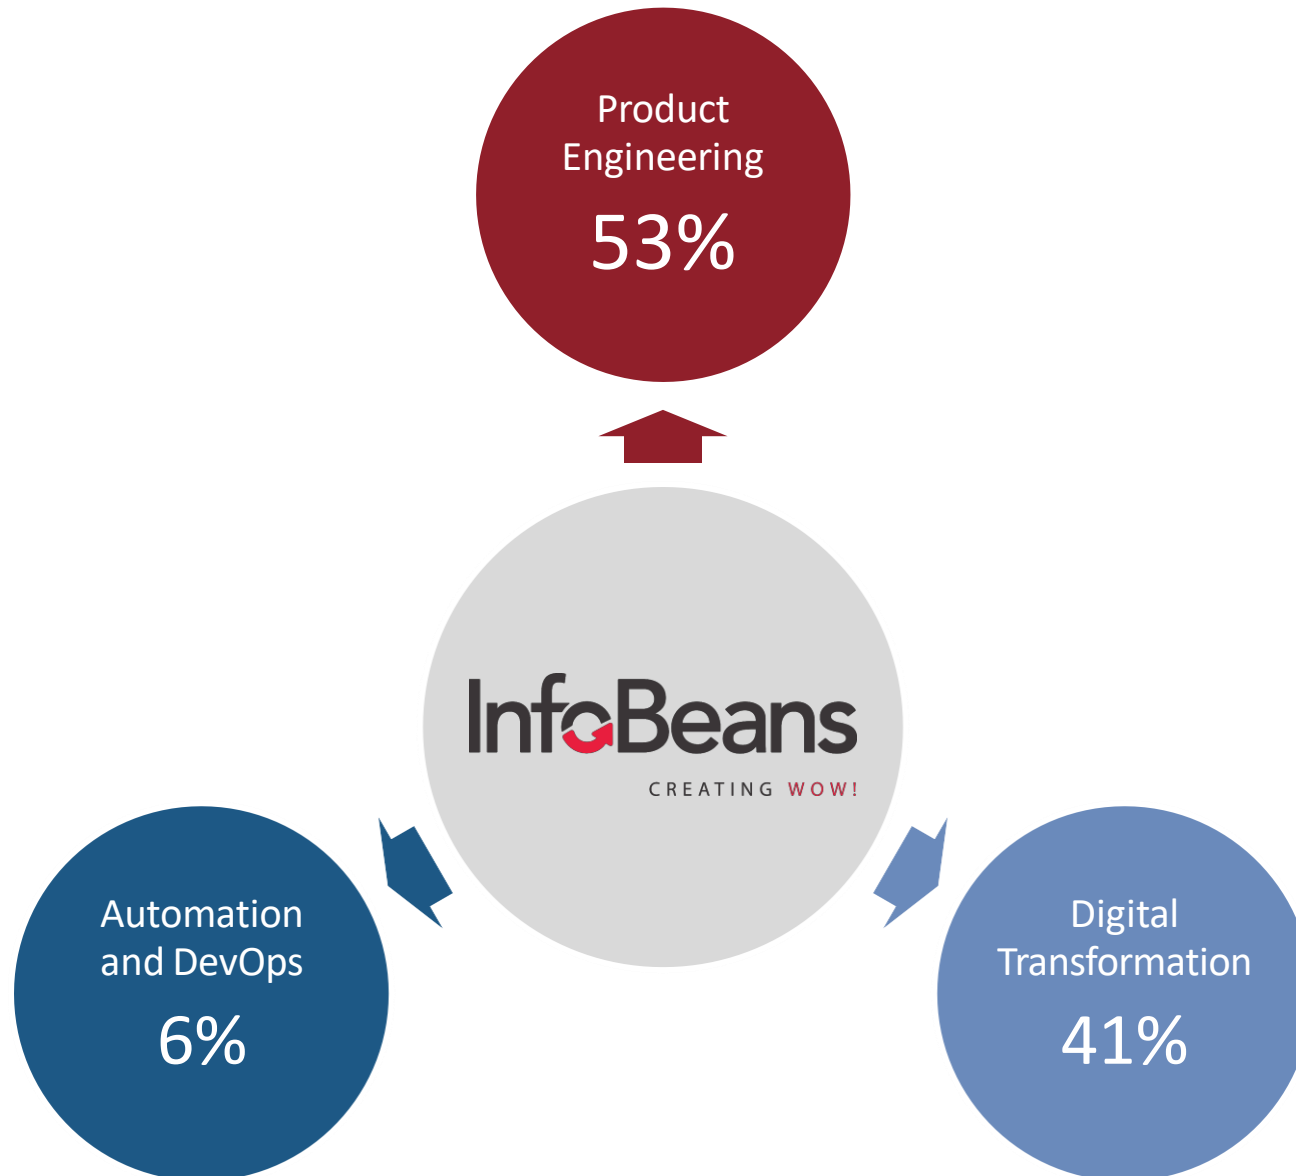 Product
Engineering
53%
InfoBeans
CREATING WOW!
Automation
and DevOps
6%
Digital
Transformation
41%